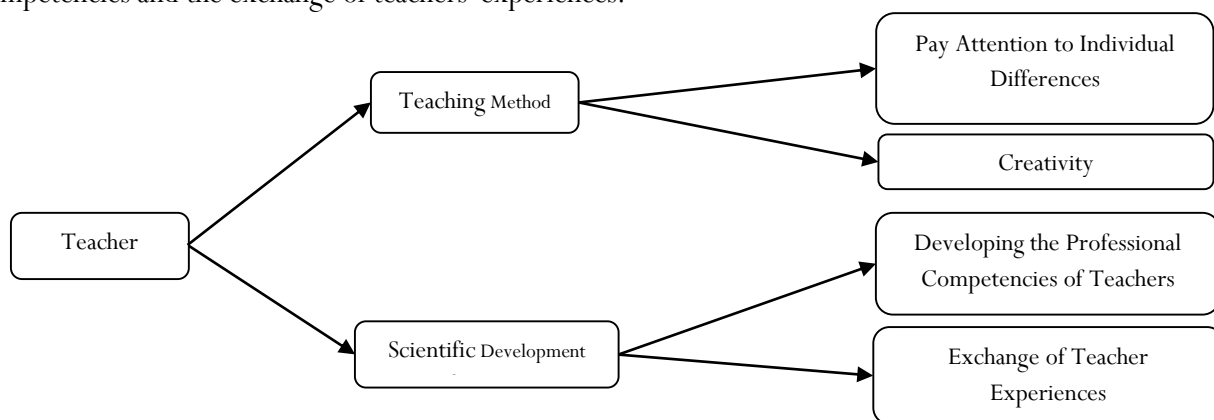 mpetencies and the exchange of teachers' experiences.
Pay Attention to Individual
Differences
Teaching Method
Creativity
Teacher
Developing the Professional
Competencies of Teachers
Scientific Development
Exchange of Teacher
Experiences